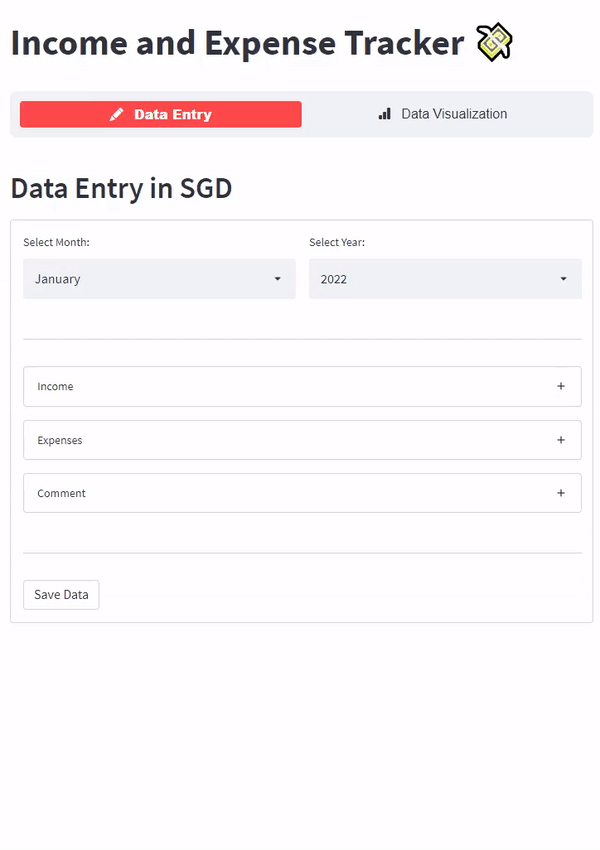 Income and Expense Tracker
Data Entry
Data Visualization
Data Entry in SGD
Select Month:
Select Year:
January
2022
Income
Expenses
Comment
Save Data